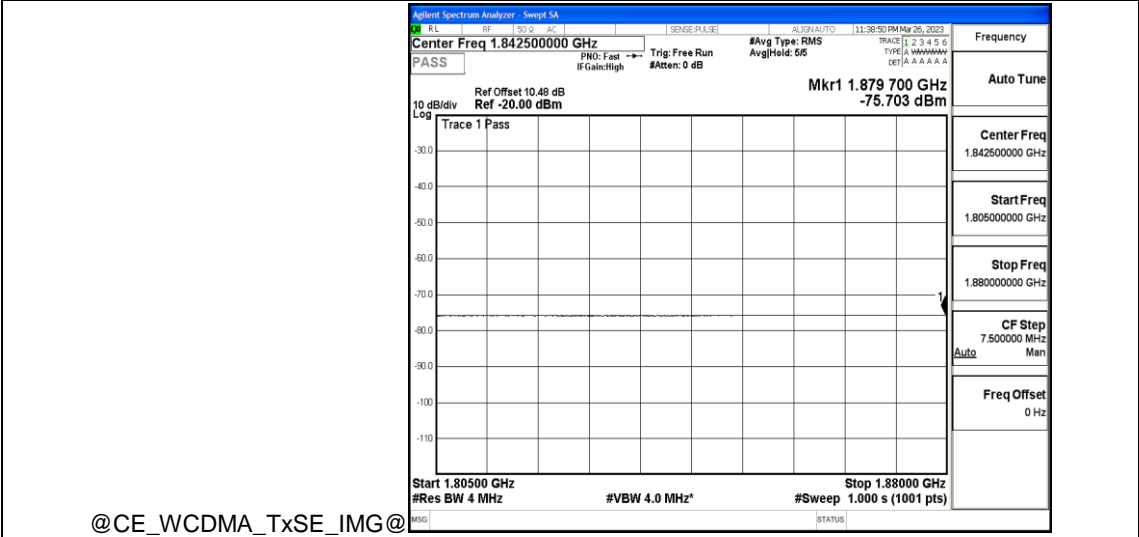 Agilent Spectrum Analyzer - Swept SA
RL RF 50 Ω AC SENSE:PULSE ALIGNAUTO 11:38:50 PM Mar 26, 2023
Center Freq 1.842500000 GHz
#Avg Type: RMS
TRACE 1 2 3 4 5 6
PASS
PNO: Fast
Trig: Free Run
Avg|Hold: 5/5
TYPE A
IFGain:High
#Atten: 0 dB
DET A A A A A A
Mkr1 1.879 700 GHz
-75.703 dBm
Ref Offset 10.48 dB
10 dB/div Ref -20.00 dBm
Log
Trace 1 Pass
-30.0
-40.0
-50.0
-60.0
-70.0
1
-80.0
-90.0
-100
-110
Start 1.80500 GHz Stop 1.88000 GHz
#Res BW 4 MHz #VBW 4.0 MHz* #Sweep 1.000 s (1001 pts)
MSG STATUS
Frequency
Auto Tune
Center Freq
1.842500000 GHz
Start Freq
1.805000000 GHz
Stop Freq
1.880000000 GHz
CF Step
7.500000 MHz
Auto Man
Freq Offset
0 Hz
@CE_WCDMA_TxSE_IMG@